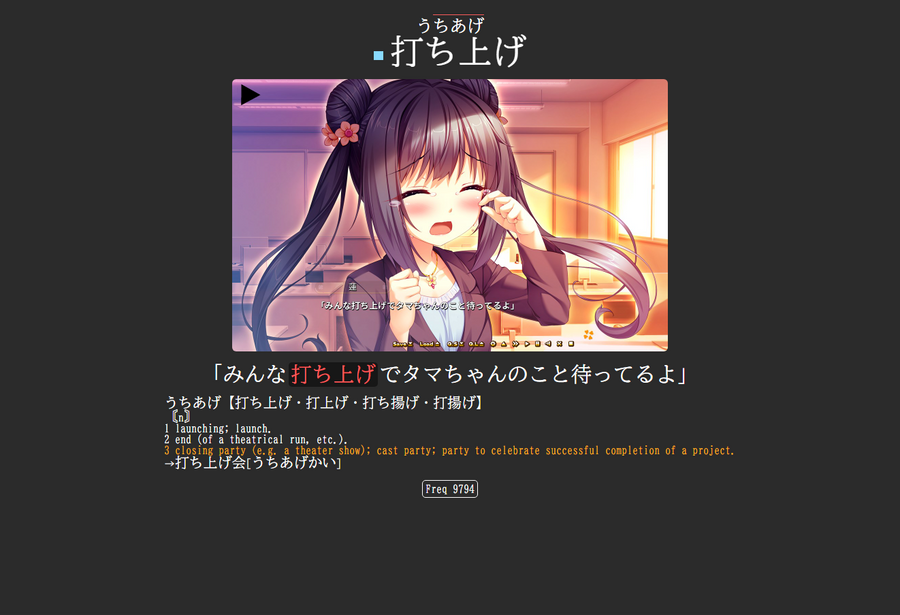 うちあげ
打ち上げ
蓮
「みんな打ち上げでタマちゃんのこと待ってるよ」
Save Load Q.S Q.L
「みんな打ち上げでタマちゃんのこと待ってるよ」
うちあげ【打ち上げ・打上げ・打ち揚げ・打揚げ】
〘n〙
1 launching; launch.
2 end (of a theatrical run, etc.).
3 closing party (e.g. a theater show); cast party; party to celebrate successful completion of a project.
→打ち上げ会[うちあげかい]
Freq 9794